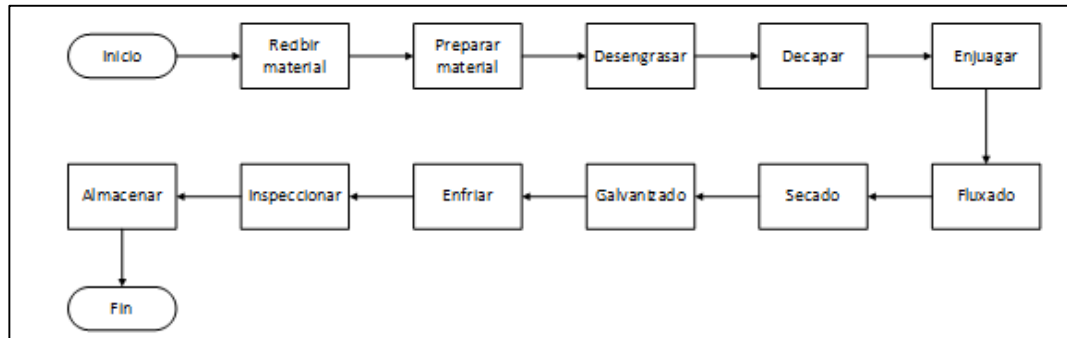 Inicio
Recibir
material
Preparar
material
Desengrasar
Decapar
Enjuagar
Almacenar
Inspeccionar
Enfriar
Galvanizado
Secado
Fluxado
Fin